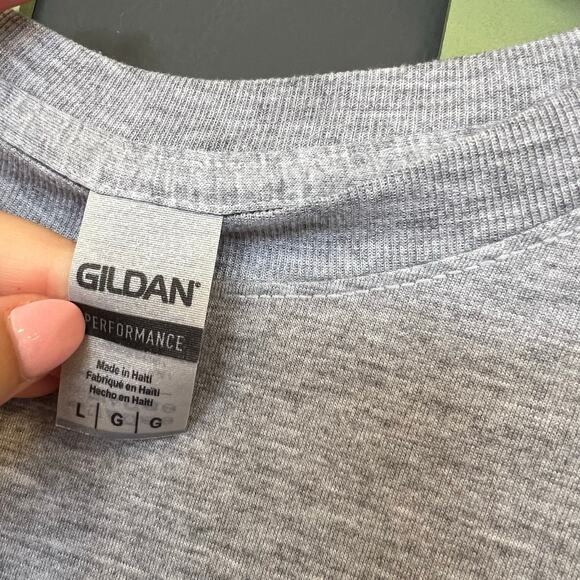 GILDAN®
PERFORMANCE
Made in Haiti
Fabriqué en Haïti
Hecho en Haití
L | G | G